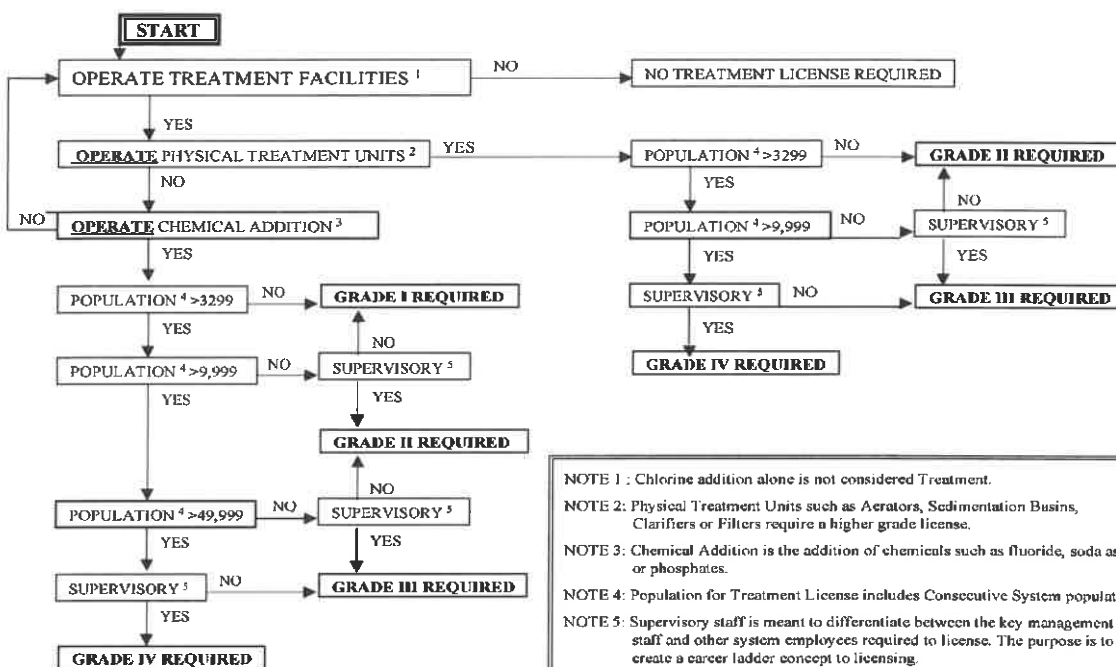 START
OPERATE TREATMENT FACILITIES 1
NO
NO TREATMENT LICENSE REQUIRED
YES
OPERATE PHYSICAL TREATMENT UNITS 2
YES
POPULATION 4 >3299
NO
GRADE II REQUIRED
NO
YES
NO
NO
OPERATE CHEMICAL ADDITION 3
POPULATION 4 >9,999
NO
SUPERVISORY 5
YES
YES
YES
POPULATION 4 >3299
NO
GRADE I REQUIRED
SUPERVISORY 5
NO
GRADE III REQUIRED
YES
NO
YES
POPULATION 4 >9,999
NO
SUPERVISORY 5
GRADE IV REQUIRED
YES
YES
GRADE II REQUIRED
NO
POPULATION 4 >49,999
NO
SUPERVISORY 5
YES
YES
SUPERVISORY 5
NO
GRADE III REQUIRED
YES
GRADE IV REQUIRED
NOTE 1 : Chlorine addition alone is not considered Treatment.
NOTE 2: Physical Treatment Units such as Aerators, Sedimentation Basins,
Clarifiers or Filters require a higher grade license.
NOTE 3: Chemical Addition is the addition of chemicals such as fluoride, soda as
or phosphates.
NOTE 4: Population for Treatment License includes Consecutive System populat
NOTE 5: Supervisory staff is meant to differentiate between the key management
staff and other system employees required to license. The purpose is to
create a career ladder concept to licensing.